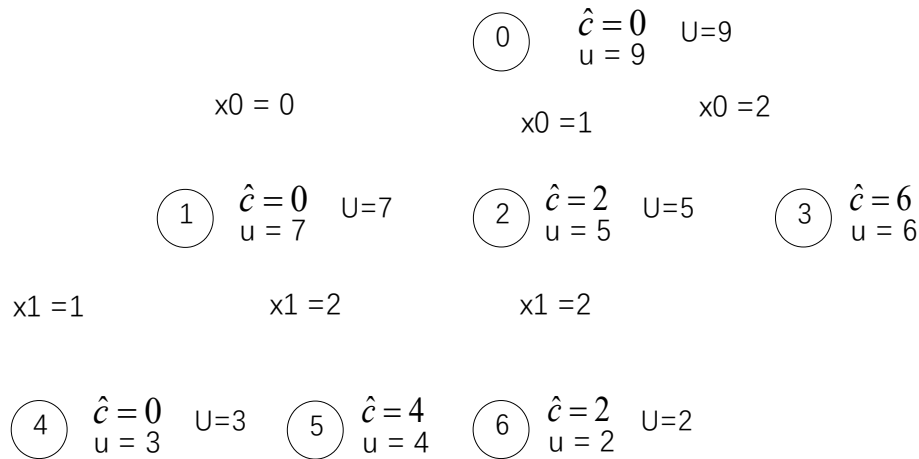 0 ĉ = 0 U=9
u = 9
x0 = 0 x0 =1 x0 =2
1 ĉ = 0 U=7 2 ĉ = 2 U=5 3 ĉ = 6
u = 7 u = 5 u = 6
x1 =1 x1 =2 x1 =2
4 ĉ = 0 U=3 5 ĉ = 4 6 ĉ = 2 U=2
u = 3 u = 4 u = 2